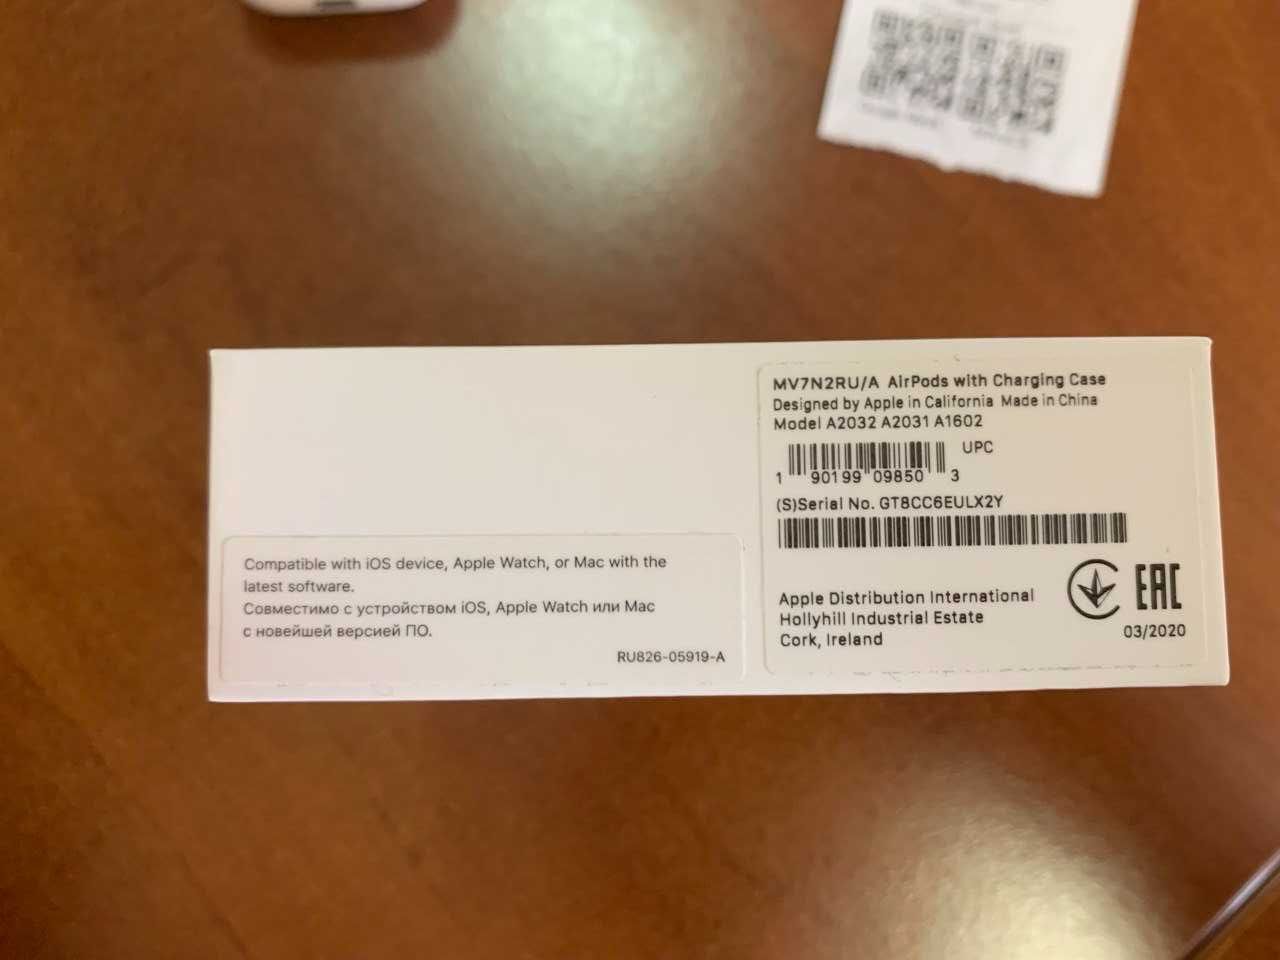 Compatible with iOS device, Apple Watch, or Mac with the
latest software.
Совместимо с устройством iOS, Apple Watch или Mac
с новейшей версией ПО.
RU826-05919-A
MV7N2RU/A AirPods with Charging Case
Designed by Apple in California Made in China
Model A2032 A2031 A1602
UPC
1 90199 09850 3
(S)Serial No. GT8CC6EULX2Y
Apple Distribution International
Hollyhill Industrial Estate
Cork, Ireland
EAC
03/2020